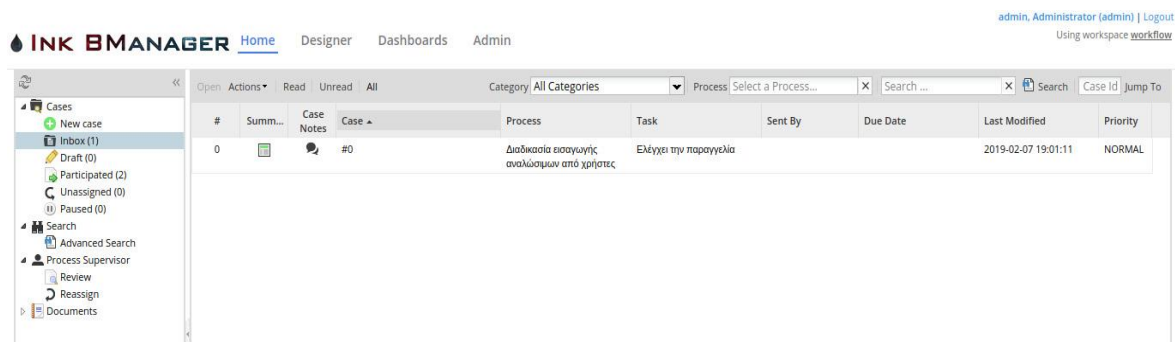 admin, Administrator (admin) | Logout
Using workspace workflow
INK BMANAGER Home Designer Dashboards Admin
Open Actions Read Unread All Category All Categories Process Select a Process... Search ... Search Case Id Jump To
Cases
New case
Inbox (1)
Draft (0)
Participated (2)
Unassigned (0)
Paused (0)
Search
Advanced Search
Process Supervisor
Review
Reassign
Documents
# Summ... Case Notes Case Process Task Sent By Due Date Last Modified Priority
0 #0 Διαδικασία εισαγωγής Ελέγχει την παραγγελία 2019-02-07 19:01:11 NORMAL
αναλώσιμων από χρήστες